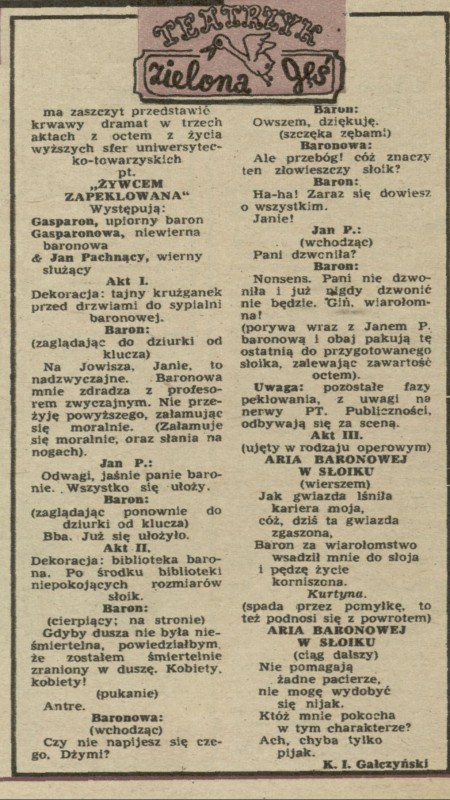 TEATRZYK
zielona gęś
ma zaszczyt przedstawić
krwawy dramat w trzech
aktach z octem z życia
wyższych sfer uniwersytec-
ko-towarzyskich
pt.
„ŻYWCEM
ZAPEKLOWANA“
Występują:
Gasparon, upiorny baron
Gasparonowa, niewierna
baronowa
& Jan Pachnący, wierny
służący
Akt I.
Dekoracja: tajny krużganek
przed drzwiami do sypialni
baronowej.
Baron:
(zaglądając do dziurki od
klucza)
Na Jowisza, Janie, to
nadzwyczajne. Baronowa
mnie zdradza z profeso-
rem zwyczajnym. Nie prze-
żyję powyższego, załamując
się moralnie. (Załamuje
się moralnie, oraz słania na
nogach).
Jan P.:
Odwagi, jaśnie panie baro-
nie. Wszystko się ułoży.
Baron:
(zaglądając ponownie do
dziurki od klucza)
Bba. Już się ułożyło.
Akt II.
Dekoracja: biblioteka baro-
na. Po środku biblioteki
niepokojących rozmiarów
słoik.
Baron:
(cierpiący; na stronie)
Gdyby dusza nie była nie-
śmiertelna, powiedziałbym,
że zostałem śmiertelnie
zraniony w duszę. Kobiety,
kobiety!
(pukanie)
Antre.
Baronowa:
(wchodząc)
Czy nie napijesz się cze-
go, Dżymi?
Baron:
Owszem, dziękuję.
(szczęka zębami)
Baronowa:
Ale przebóg! cóż znaczy
ten złowieszczy słoik?
Baron:
Ha-ha! Zaraz się dowiesz
o wszystkim.
Janie!
Jan P.:
(wchodząc)
Pani dzwoniła?
Baron:
Nonsens. Pani nie dzwo-
niła i już nigdy dzwonić
nie będzie. Giń, wiarołom-
na!
(porywa wraz z Janem P.
baronową i obaj pakują tę
ostatnią do przygotowanego
słoika, zalewając zawartość
octem).
Uwaga: pozostałe fazy
peklowania, z uwagi na
nerwy PT. Publiczności,
odbywają się za sceną.
Akt III.
(ujęty w rodzaju operowym)
ARIA BARONOWEJ
W SŁOIKU
(wierszem)
Jak gwiazda lśniła
kariera moja,
cóż, dziś ta gwiazda
zgaszona,
Baron za wiarołomstwo
wsadził mnie do słoja
i pędzę życie
korniszona.
Kurtyna.
(spada przez pomyłkę, to
też podnosi się z powrotem)
ARIA BARONOWEJ
W SŁOIKU
(ciąg dalszy)
Nie pomagają
żadne pacierze,
nie mogę wydobyć
się nijak.
Któż mnie pokocha
w tym charakterze?
Ach, chyba tylko
pijak.
K. I. Gałczyński